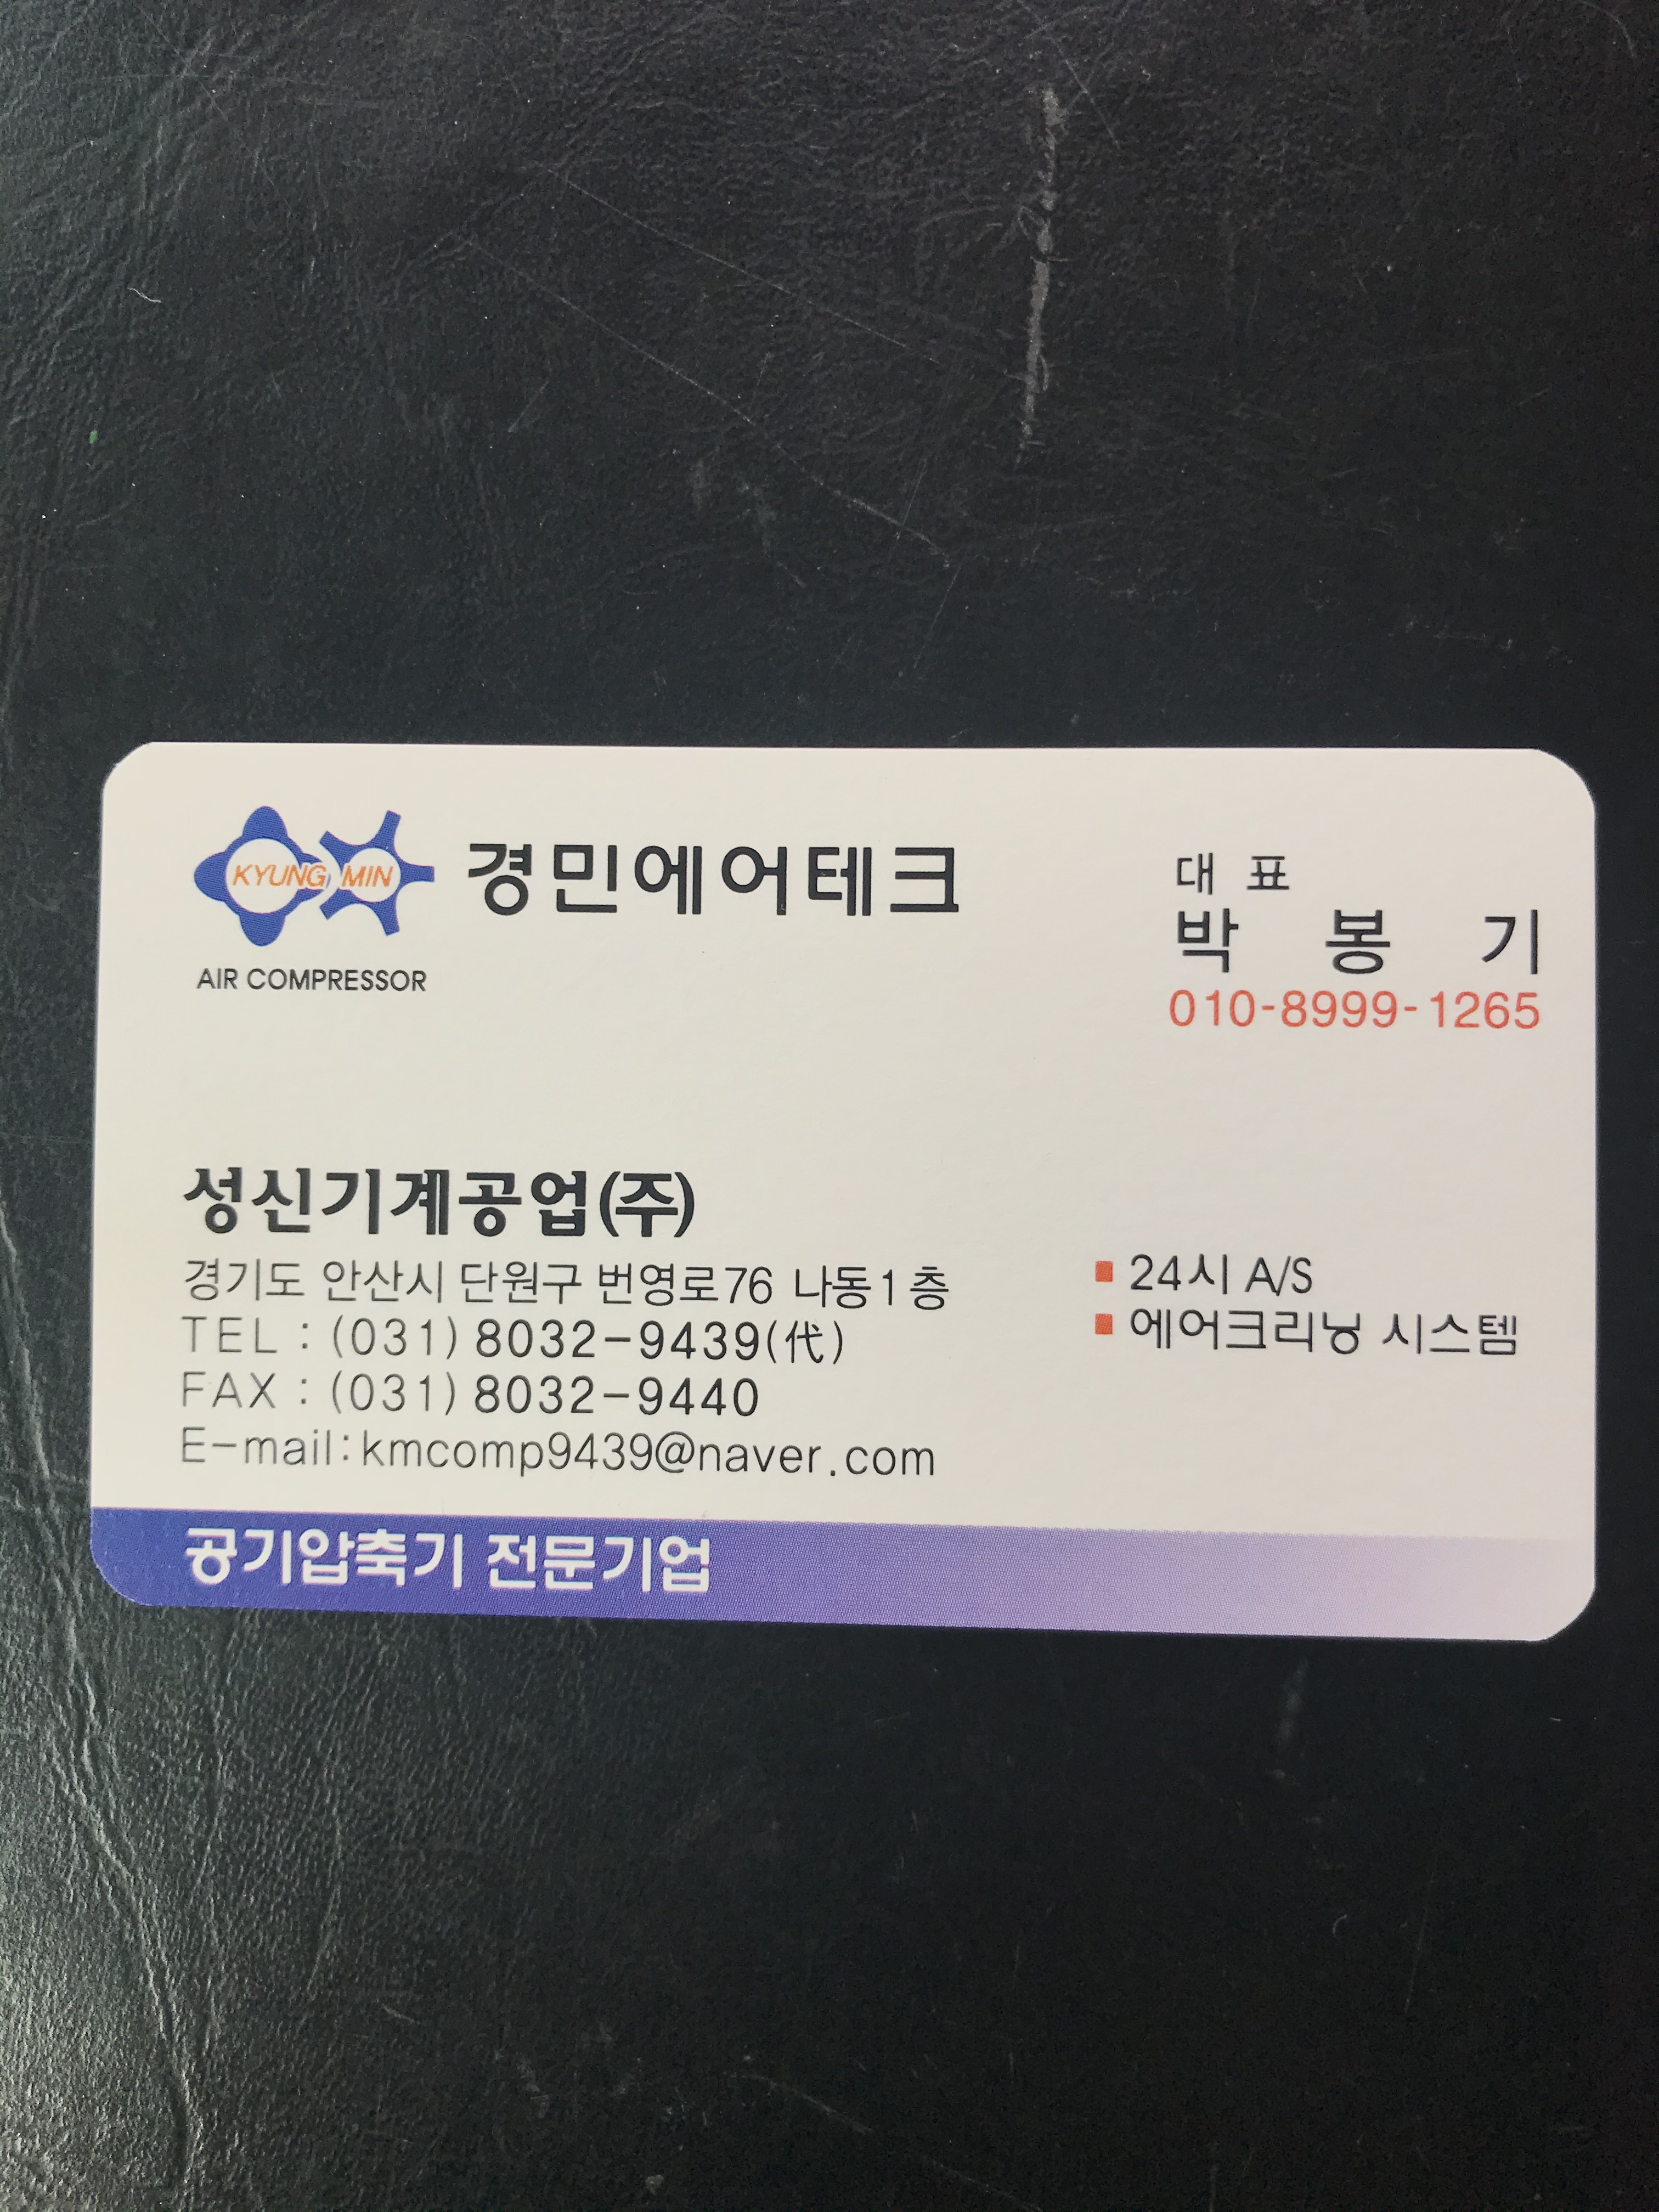 KYUNG MIN
AIR COMPRESSOR
경민에어테크
대 표
박 봉 기
010-8999-1265
성신기계공업(주)
경기도 안산시 단원구 번영로76 나동1층
TEL : (031) 8032-9439(代)
FAX : (031) 8032-9440
E-mail:kmcomp9439@naver.com
▪ 24시 A/S
▪ 에어크리닝 시스템
공기압축기 전문기업